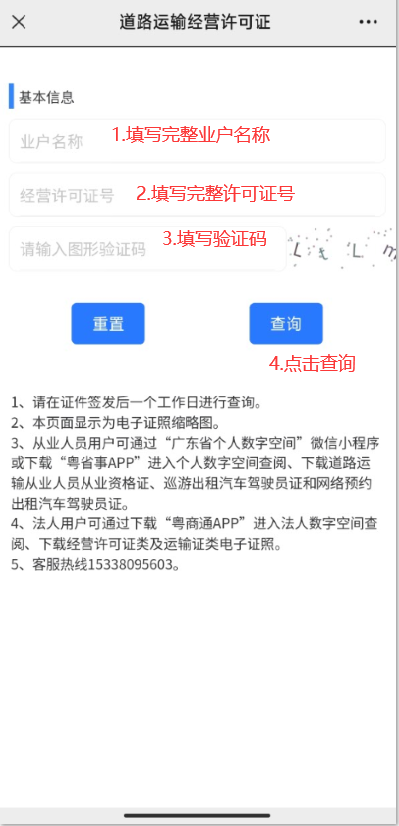 道路运输经营许可证
基本信息
业户名称 1.填写完整业户名称
经营许可证号 2.填写完整许可证号
请输入图形验证码 3.填写验证码 L t L m
重置 查询
4.点击查询
1、请在证件签发后一个工作日进行查询。
2、本页面显示为电子证照缩略图。
3、从业人员用户可通过“广东省个人数字空间”微信小程序
或下载“粤省事APP”进入个人数字空间查阅、下载道路运
输从业人员从业资格证、巡游出租汽车驾驶员证和网络预约
出租汽车驾驶员证。
4、法人用户可通过下载“粤商通APP”进入法人数字空间查
阅、下载经营许可证类及运输证类电子证照。
5、客服热线15338095603。